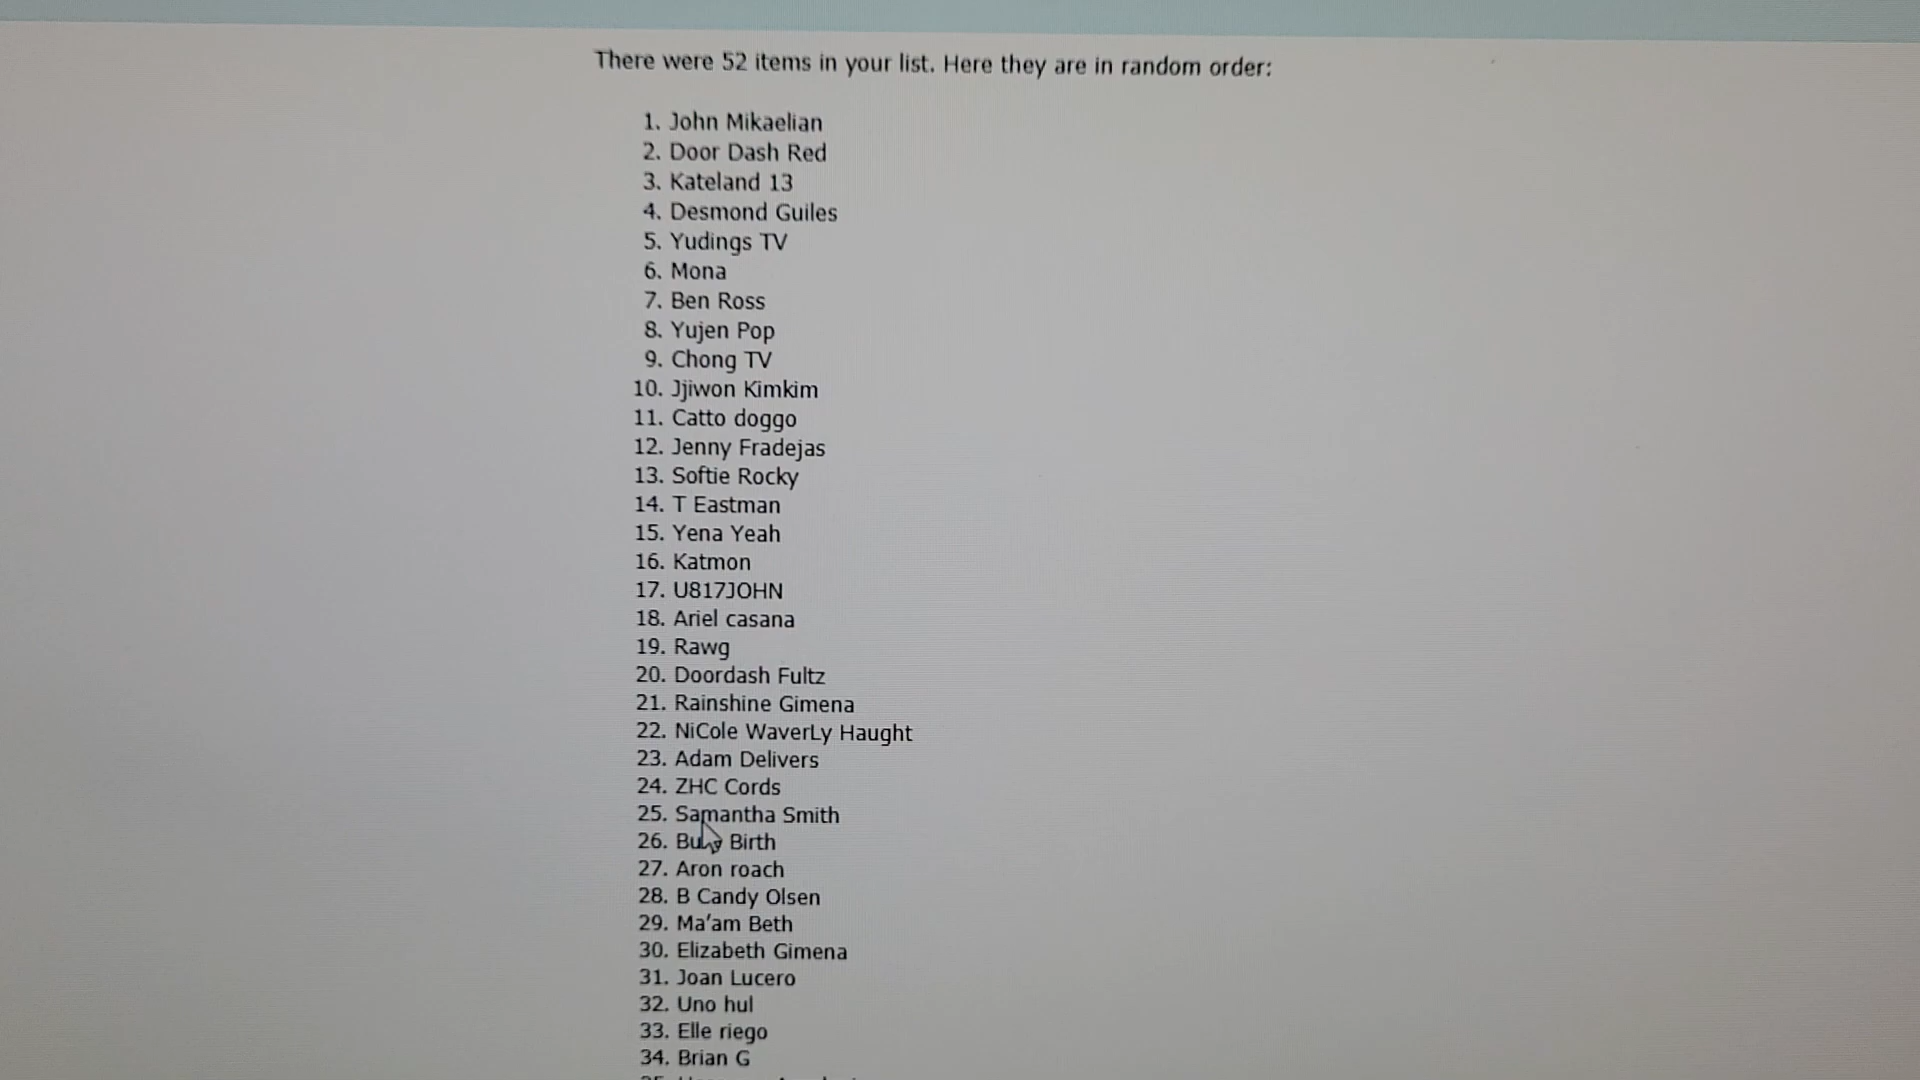 There were 52 items in your list. Here they are in random order:
1. John Mikaelian
2. Door Dash Red
3. Kateland 13
4. Desmond Guiles
5. Yudings TV
6. Mona
7. Ben Ross
8. Yujen Pop
9. Chong TV
10. Jjiwon Kimkim
11. Catto doggo
12. Jenny Fradejas
13. Softie Rocky
14. T Eastman
15. Yena Yeah
16. Katmon
17. U817JOHN
18. Ariel casana
19. Rawg
20. Doordash Fultz
21. Rainshine Gimena
22. NiCole WaverLy Haught
23. Adam Delivers
24. ZHC Cords
25. Samantha Smith
26. Birth
27. Aron roach
28. B Candy Olsen
29. Ma'am Beth
30. Elizabeth Gimena
31. Joan Lucero
32. Uno hul
33. Elle riego
34. Brian G